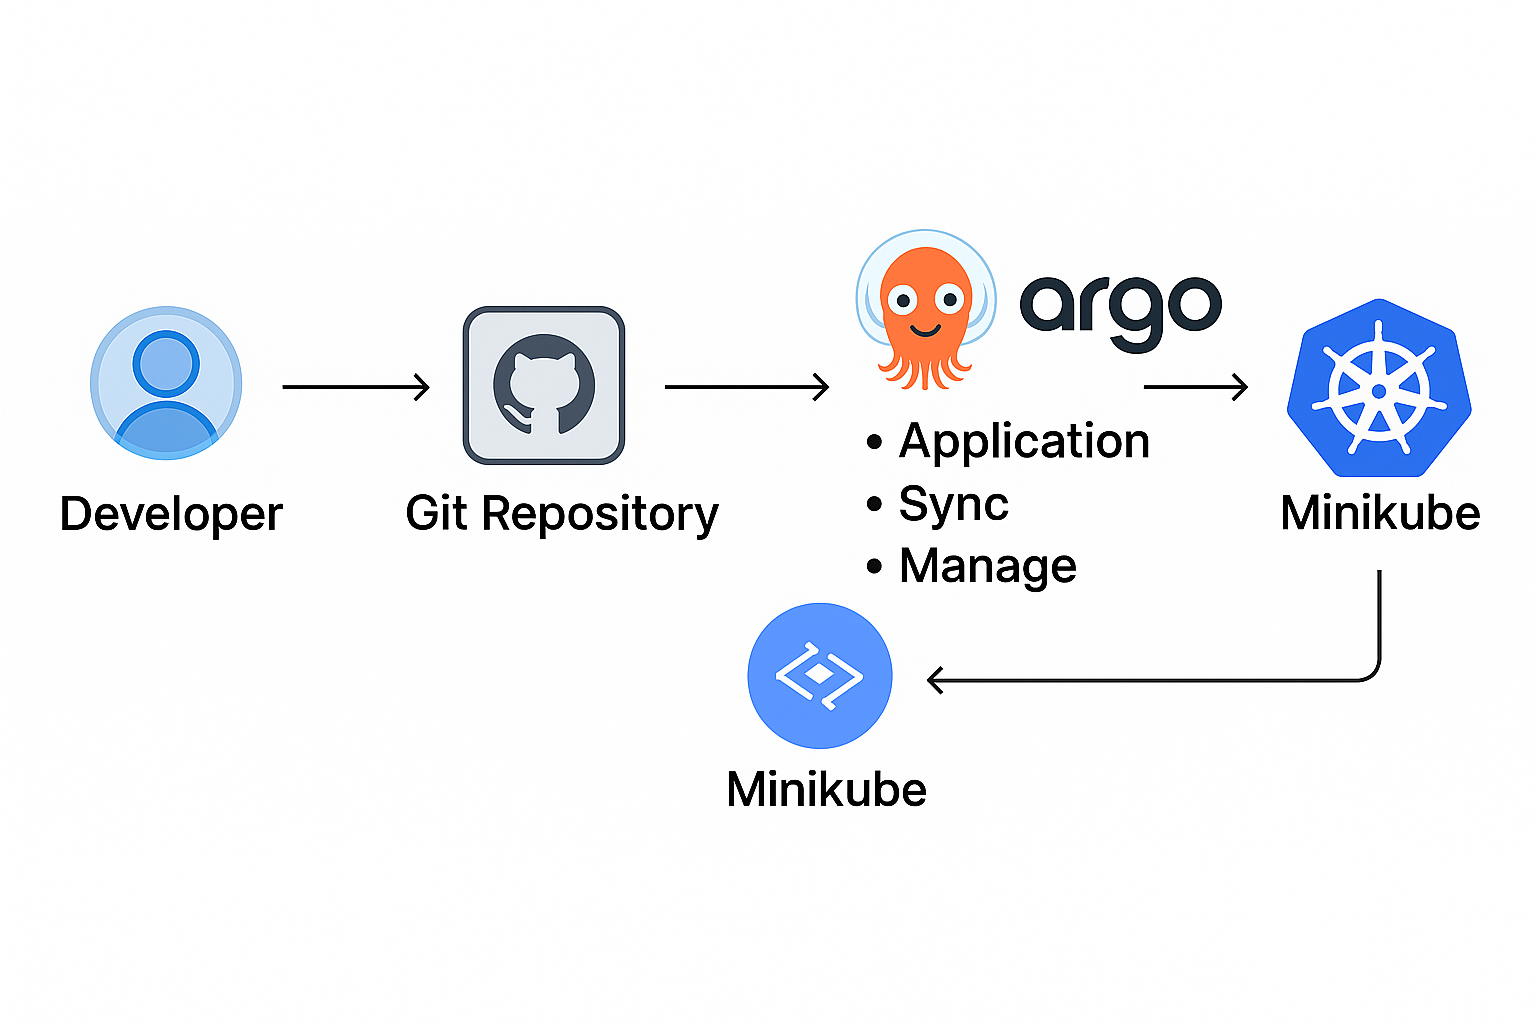 argo
Developer
Git Repository
• Application
• Sync
• Manage
Minikube
Minikube